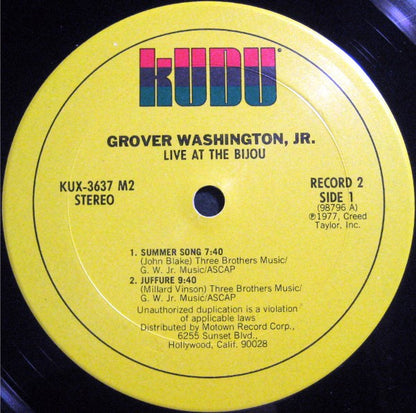 KUDU
GROVER WASHINGTON, JR.
LIVE AT THE BIJOU
KUX-3637 M2
STEREO
RECORD 2
SIDE 1
(98796 A)
℗1977, Creed
Taylor, Inc.
1. SUMMER SONG 7:40
(John Blake) Three Brothers Music/
G. W. Jr. Music/ASCAP
2. JUFFURE 9:40
(Millard Vinson) Three Brothers Music/
G. W. Jr. Music/ASCAP
Unauthorized duplication is a violation
of applicable laws
Distributed by Motown Record Corp.,
6255 Sunset Blvd.,
Hollywood, Calif. 90028